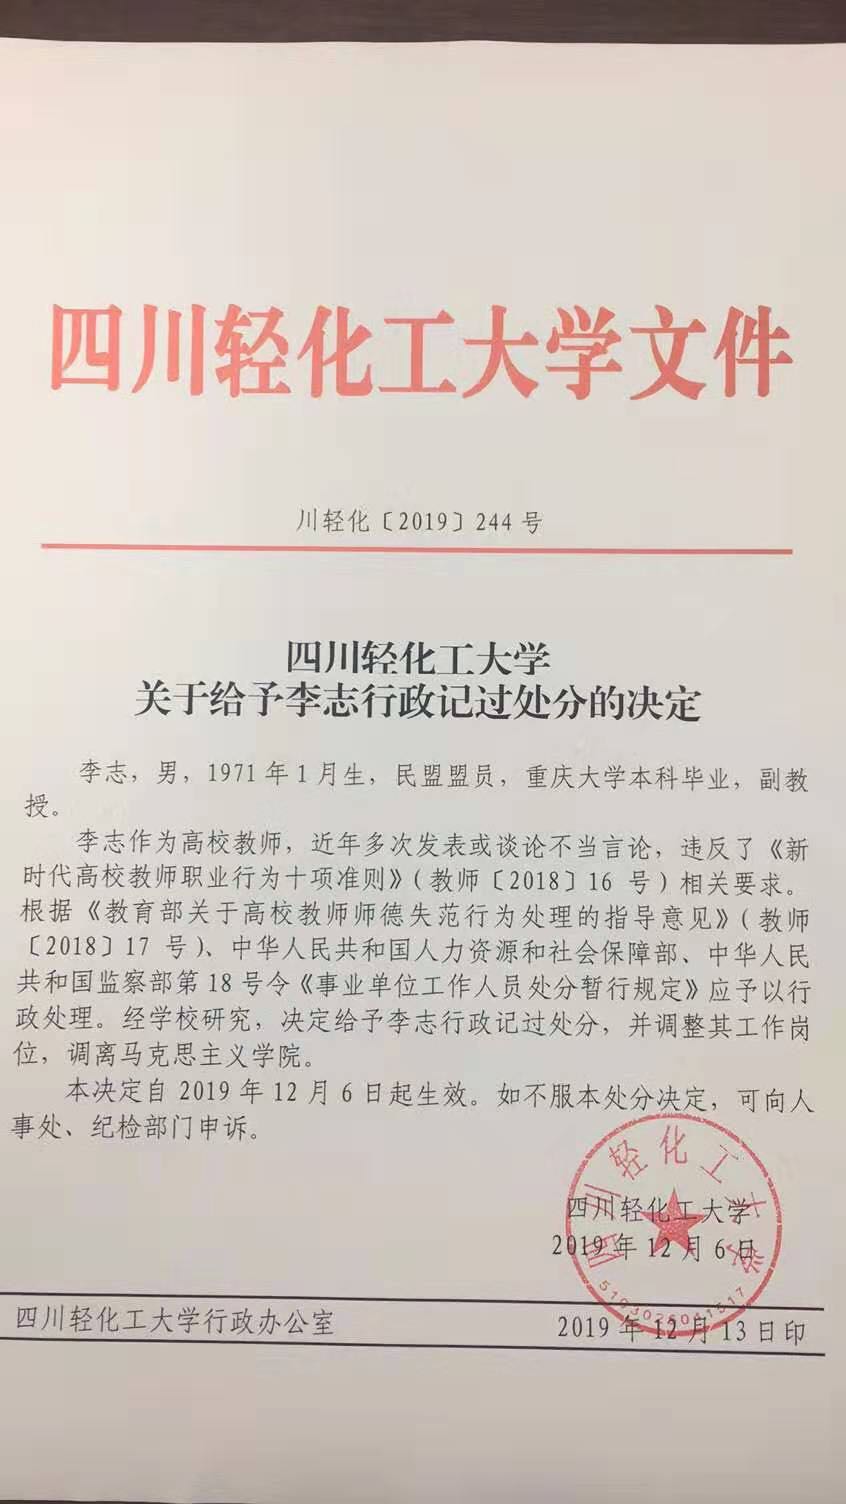 四川轻化工大学文件
川轻化〔2019〕244 号
四川轻化工大学
关于给予李志行政记过处分的决定
李志，男，1971 年 1 月生，民盟盟员，重庆大学本科毕业，副教
授。
李志作为高校教师，近年多次发表或谈论不当言论，违反了《新
时代高校教师职业行为十项准则》（教师〔2018〕16 号）相关要求。
根据《教育部关于高校教师师德失范行为处理的指导意见》（教师
〔2018〕17 号）、中华人民共和国人力资源和社会保障部、中华人民
共和国监察部第 18 号令《事业单位工作人员处分暂行规定》应予以行
政处理。经学校研究，决定给予李志行政记过处分，并调整其工作岗
位，调离马克思主义学院。
本决定自 2019 年 12 月 6 日起生效。如不服本处分决定，可向人
事处、纪检部门申诉。
四川轻化工大学
四川轻化工大学
2019 年 12 月 6 日
四川轻化工大学行政办公室
2019 年 12 月 13 日印